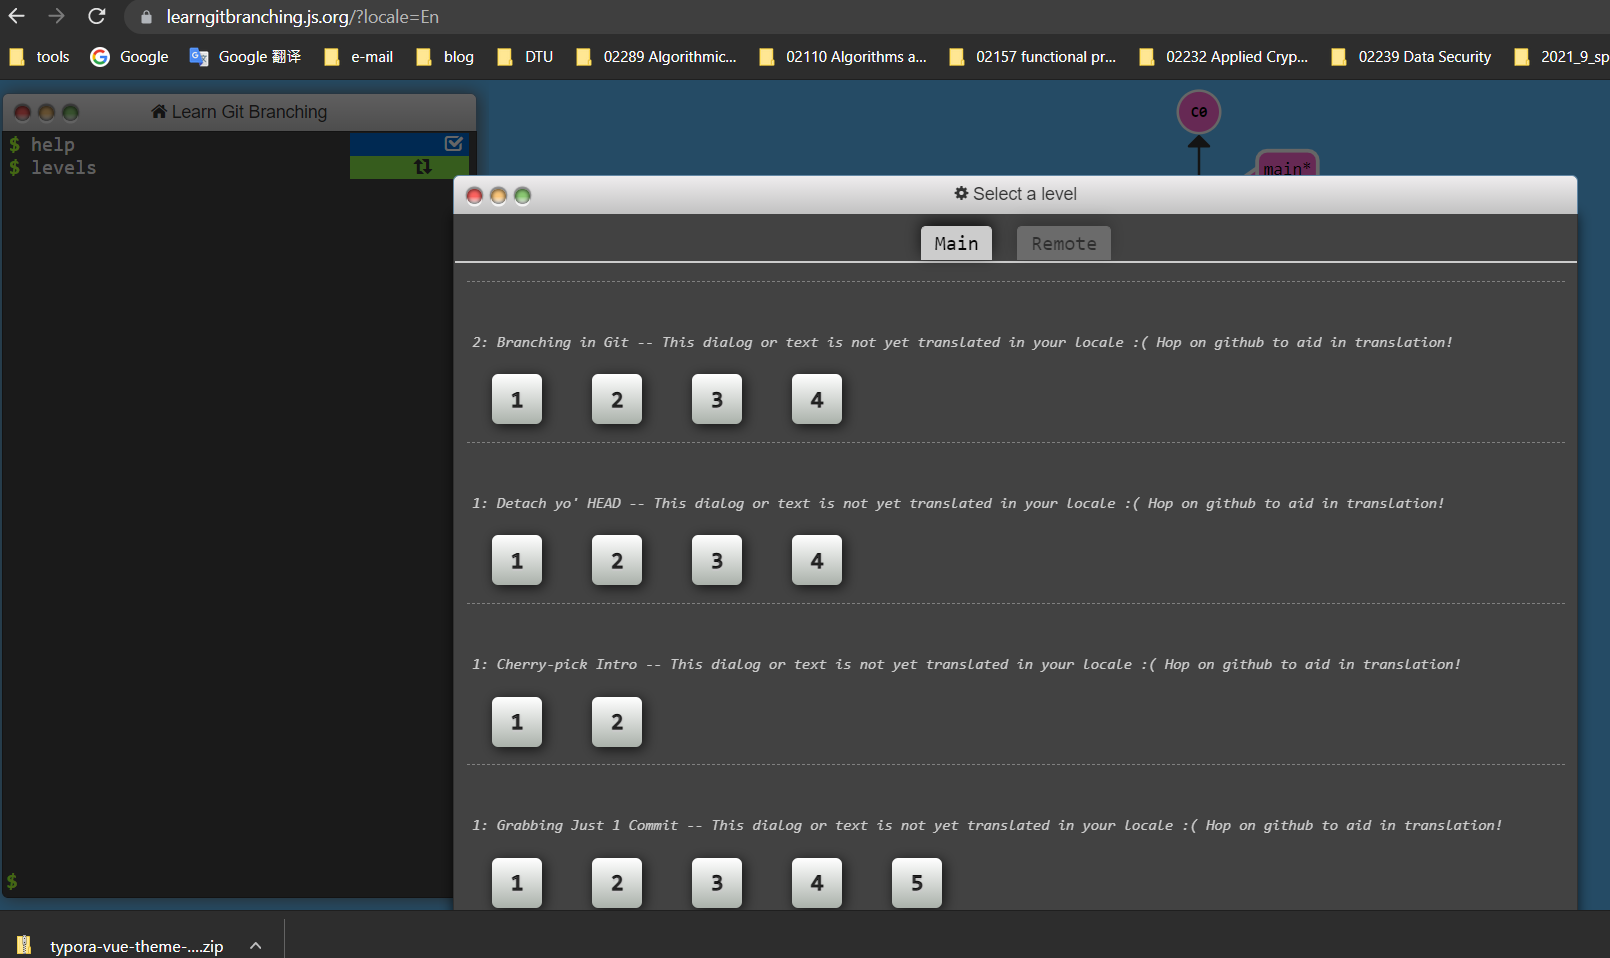 learngitbranching.js.org/?locale=En
tools Google Google 翻译 e-mail blog DTU 02289 Algorithmic... 02110 Algorithms a... 02157 functional pr... 02232 Applied Cryp... 02239 Data Security 2021_9_sp
Learn Git Branching
$ help
$ levels
$
C0
main*
Select a level
Main Remote
2: Branching in Git -- This dialog or text is not yet translated in your locale :( Hop on github to aid in translation!
1 2 3 4
1: Detach yo' HEAD -- This dialog or text is not yet translated in your locale :( Hop on github to aid in translation!
1 2 3 4
1: Cherry-pick Intro -- This dialog or text is not yet translated in your locale :( Hop on github to aid in translation!
1 2
1: Grabbing Just 1 Commit -- This dialog or text is not yet translated in your locale :( Hop on github to aid in translation!
1 2 3 4 5
typora-vue-theme-....zip